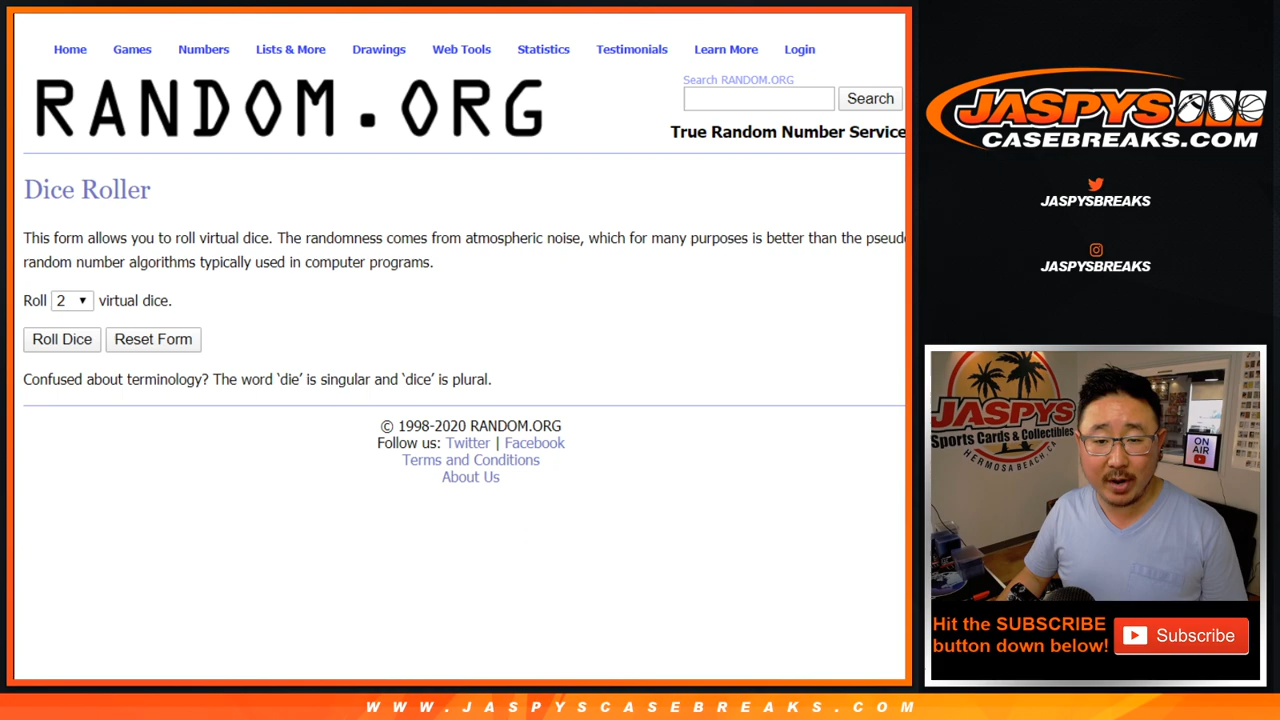 Home Games Numbers Lists & More Drawings Web Tools Statistics Testimonials Learn More Login
RANDOM.ORG
Search RANDOM.ORG
Search
True Random Number Service
Dice Roller
This form allows you to roll virtual dice. The randomness comes from atmospheric noise, which for many purposes is better than the pseudo
random number algorithms typically used in computer programs.
Roll 2 virtual dice.
Roll Dice Reset Form
Confused about terminology? The word ‘die’ is singular and ‘dice’ is plural.
© 1998-2020 RANDOM.ORG
Follow us: Twitter | Facebook
Terms and Conditions
About Us
JASPYS
CASEBREAKS.COM
JASPYSBREAKS
JASPYSBREAKS
JASPYS
Sports Cards & Collectibles
HERMOSA BEACH, CA
ON
AIR
Hit the SUBSCRIBE
button down below!
Subscribe
WWW.JASPYSCASEBREAKS.COM